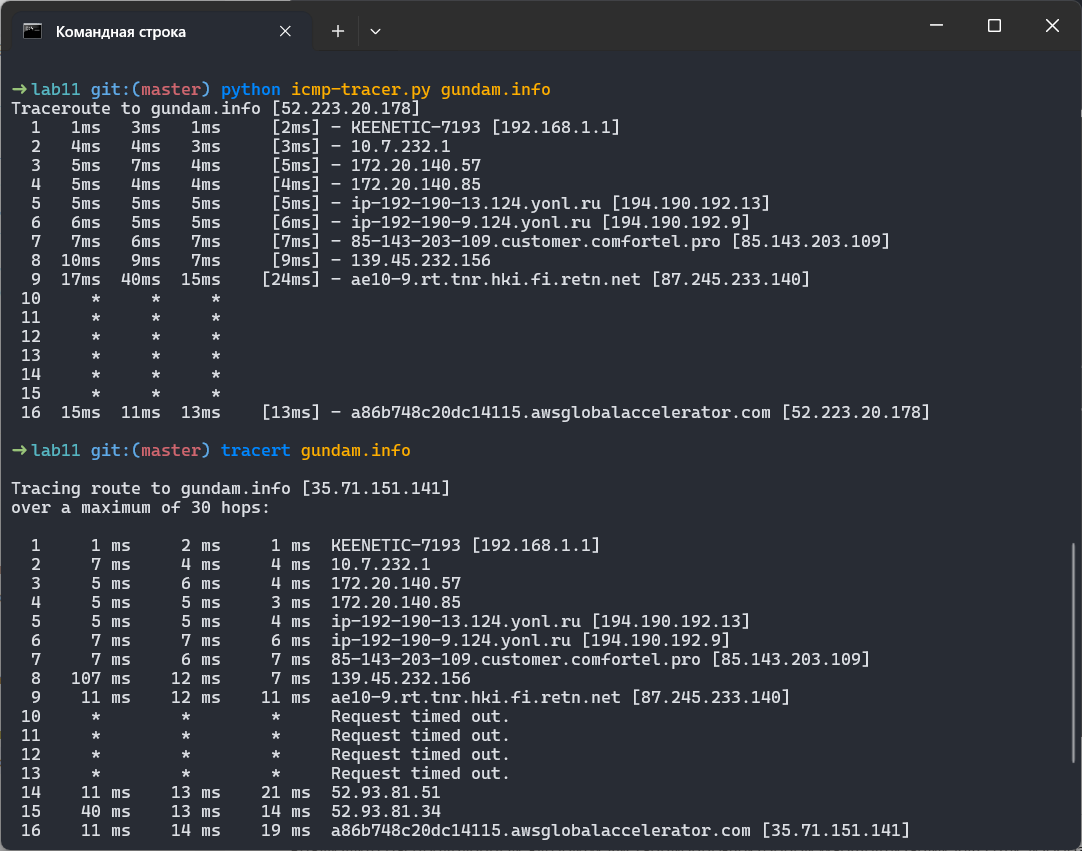 Командная строка
→ lab11 git:(master) python icmp-tracer.py gundam.info
Traceroute to gundam.info [52.223.20.178]
  1   1ms   3ms   1ms     [2ms] - KEENETIC-7193 [192.168.1.1]
  2   4ms   4ms   3ms     [3ms] - 10.7.232.1
  3   5ms   7ms   4ms     [5ms] - 172.20.140.57
  4   5ms   4ms   4ms     [4ms] - 172.20.140.85
  5   5ms   5ms   5ms     [5ms] - ip-192-190-13.124.yonl.ru [194.190.192.13]
  6   6ms   5ms   5ms     [6ms] - ip-192-190-9.124.yonl.ru [194.190.192.9]
  7   7ms   6ms   7ms     [7ms] - 85-143-203-109.customer.comfortel.pro [85.143.203.109]
  8  10ms   9ms   7ms     [9ms] - 139.45.232.156
  9  17ms  40ms  15ms    [24ms] - ae10-9.rt.tnr.hki.fi.retn.net [87.245.233.140]
 10     *     *     *
 11     *     *     *
 12     *     *     *
 13     *     *     *
 14     *     *     *
 15     *     *     *
 16  15ms  11ms  13ms    [13ms] - a86b748c20dc14115.awsglobalaccelerator.com [52.223.20.178]
→ lab11 git:(master) tracert gundam.info
Tracing route to gundam.info [35.71.151.141]
over a maximum of 30 hops:
  1     1 ms     2 ms     1 ms  KEENETIC-7193 [192.168.1.1]
  2     7 ms     4 ms     4 ms  10.7.232.1
  3     5 ms     6 ms     4 ms  172.20.140.57
  4     5 ms     5 ms     3 ms  172.20.140.85
  5     5 ms     5 ms     4 ms  ip-192-190-13.124.yonl.ru [194.190.192.13]
  6     7 ms     7 ms     6 ms  ip-192-190-9.124.yonl.ru [194.190.192.9]
  7     7 ms     6 ms     7 ms  85-143-203-109.customer.comfortel.pro [85.143.203.109]
  8   107 ms    12 ms     7 ms  139.45.232.156
  9    11 ms    12 ms    11 ms  ae10-9.rt.tnr.hki.fi.retn.net [87.245.233.140]
 10     *        *        *     Request timed out.
 11     *        *        *     Request timed out.
 12     *        *        *     Request timed out.
 13     *        *        *     Request timed out.
 14    11 ms    13 ms    21 ms  52.93.81.51
 15    40 ms    13 ms    14 ms  52.93.81.34
 16    11 ms    14 ms    19 ms  a86b748c20dc14115.awsglobalaccelerator.com [35.71.151.141]